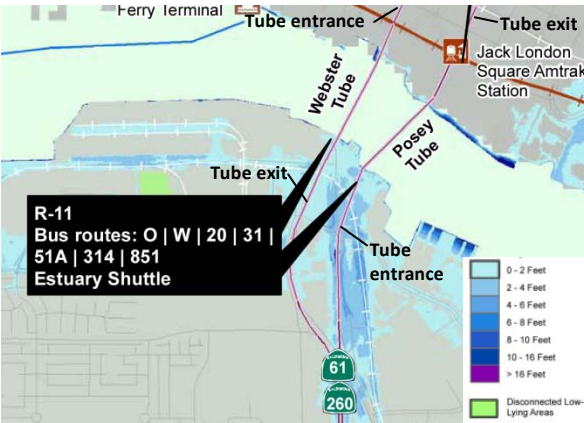 Ferry Terminal
Tube entrance
Tube exit
Jack London
Square Amtrak
Station
Webster
Tube
Posey
Tube
Tube exit
R-11
Bus routes: O | W | 20 | 31 |
51A | 314 | 851
Estuary Shuttle
Tube
entrance
0 - 2 Feet
2 - 4 Feet
4 - 6 Feet
6 - 8 Feet
8 - 10 Feet
10 - 16 Feet
> 16 Feet
Disconnected Low-
Lying Areas
61
260